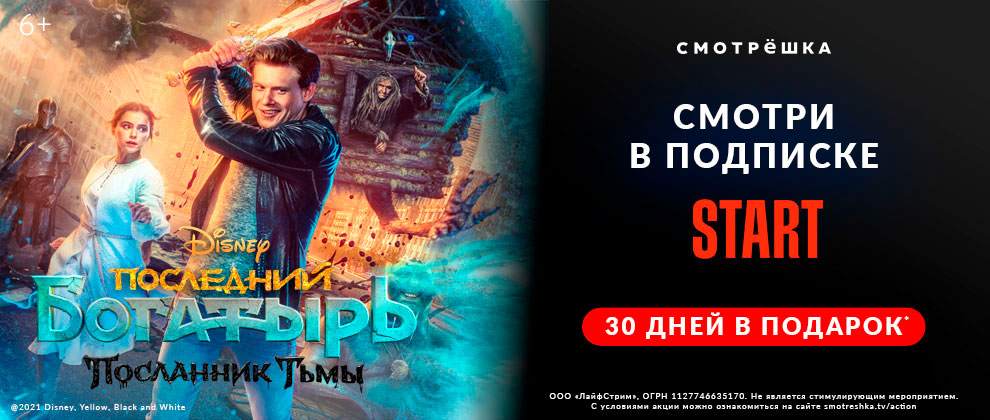 6+
Disney
ПОСЛЕДНИЙ
БОГАТЫРЬ
Посланник Тьмы
@2021 Disney, Yellow, Black and White
СМОТРЁШКА
СМОТРИ
В ПОДПИСКЕ
START
30 ДНЕЙ В ПОДАРОК*
ООО «ЛайфСтрим», ОГРН 1127746635170. Не является стимулирующим мероприятием.
С условиями акции можно ознакомиться на сайте smotreshka.tv/action